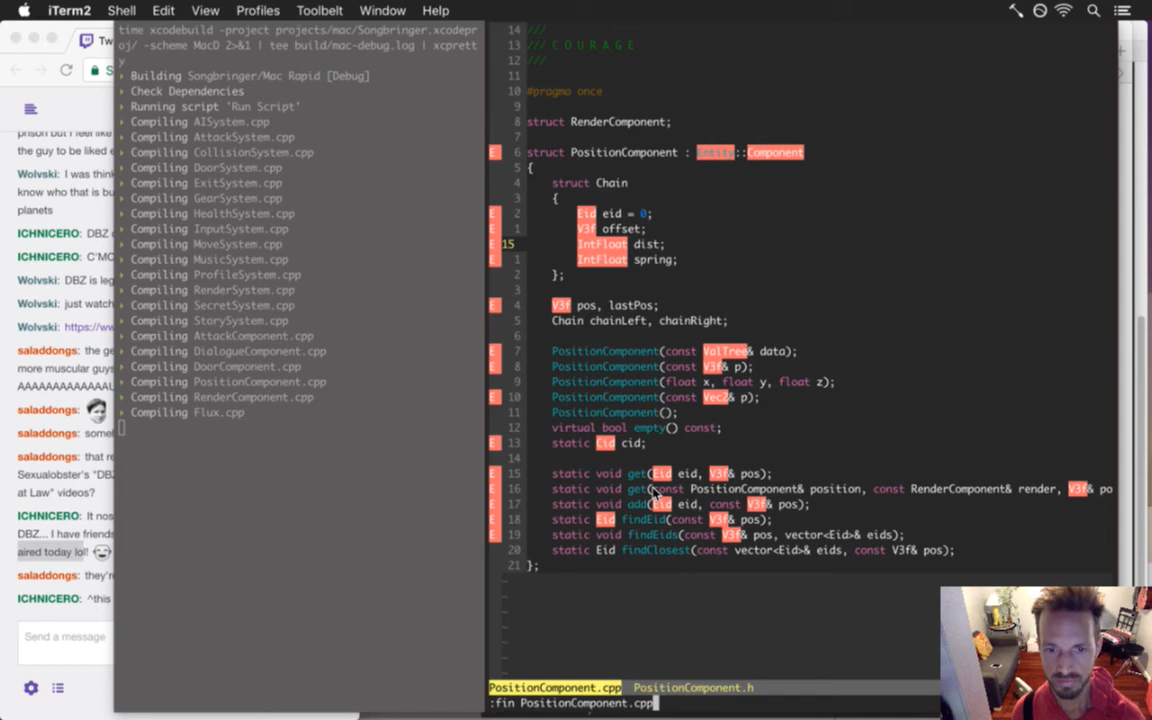 iTerm2 Shell Edit View Profiles Toolbelt Window Help
Tw
S
prison but I feel like
the guy to be liked e
Wolvski: I was think
know who that is bu
planets
ICHNICERO: DBZ
ICHNICERO: C'MO
Wolvski: DBZ is leg
Wolvski: just watch
Wolvski: https://ww
saladdongs: the ge
more muscular guys
AAAAAAAAAAAAAA
saladdongs:
saladdongs: somel
saladdongs: that re
Sexualobster's "DB
at Law" videos?
ICHNICERO: It nos
DBZ... I have friends
aired today lol!
saladdongs: they're
ICHNICERO: ^this
Send a message
time xcodebuild -project projects/mac/Songbringer.xcodepr
oj/ -scheme MacD 2>&1 | tee build/mac-debug.log | xcprett
y
Building Songbringer/Mac Rapid [Debug]
Check Dependencies
Running script 'Run Script'
Compiling AISystem.cpp
Compiling AttackSystem.cpp
Compiling CollisionSystem.cpp
Compiling DoorSystem.cpp
Compiling ExitSystem.cpp
Compiling GearSystem.cpp
Compiling HealthSystem.cpp
Compiling InputSystem.cpp
Compiling MoveSystem.cpp
Compiling MusicSystem.cpp
Compiling ProfileSystem.cpp
Compiling RenderSystem.cpp
Compiling SecretSystem.cpp
Compiling StorySystem.cpp
Compiling AttackComponent.cpp
Compiling DialogueComponent.cpp
Compiling DoorComponent.cpp
Compiling PositionComponent.cpp
Compiling RenderComponent.cpp
Compiling Flux.cpp
14 ///
13 /// C O U R A G E
12 ///
11
10 #pragma once
9
8 struct RenderComponent;
7
E 6 struct PositionComponent : Entity::Component
5 {
4 struct Chain
3 {
E 2 Eid eid = 0;
E 1 V3f offset;
E 15 IntFloat dist;
E 1 IntFloat spring;
2 };
3
E 4 V3f pos, lastPos;
5 Chain chainLeft, chainRight;
6
E 7 PositionComponent(const ValTree& data);
E 8 PositionComponent(const V3f& p);
9 PositionComponent(float x, float y, float z);
E 10 PositionComponent(const Vec2& p);
11 PositionComponent();
12 virtual bool empty() const;
E 13 static Cid cid;
14
E 15 static void get(Eid eid, V3f& pos);
E 16 static void get(const PositionComponent& position, const RenderComponent& render, V3f& po
E 17 static void add(Eid eid, const V3f& pos);
E 18 static Eid findEid(const V3f& pos);
E 19 static void findEids(const V3f& pos, vector<Eid>& eids);
20 static Eid findClosest(const vector<Eid>& eids, const V3f& pos);
21 };
PositionComponent.cpp PositionComponent.h
:fin PositionComponent.cpp